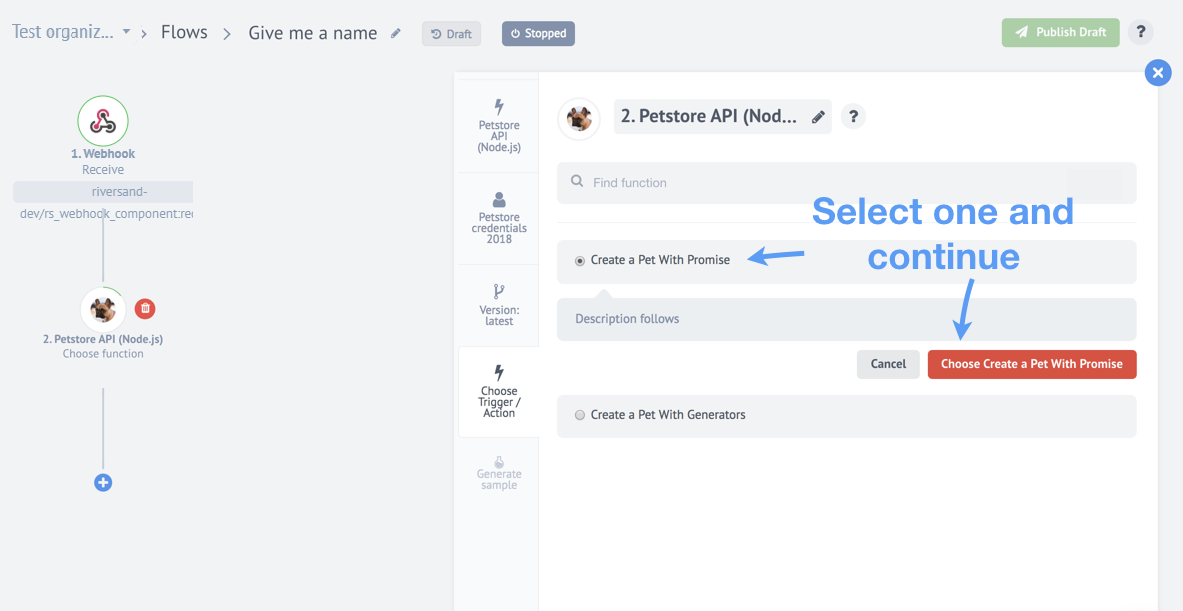 Test organiz...
Flows
Give me a name
Draft
Stopped
Publish Draft
?
1. Webhook
Receive
riversand-
dev/rs_webhook_component:rec
2. Petstore API (Node.js)
Choose function
Petstore
API
(Node.js)
Petstore
credentials
2018
Version:
latest
Choose
Trigger /
Action
Generate
sample
2. Petstore API (Nod...
?
Find function
Select one and
continue
Create a Pet With Promise
Description follows
Cancel
Choose Create a Pet With Promise
Create a Pet With Generators